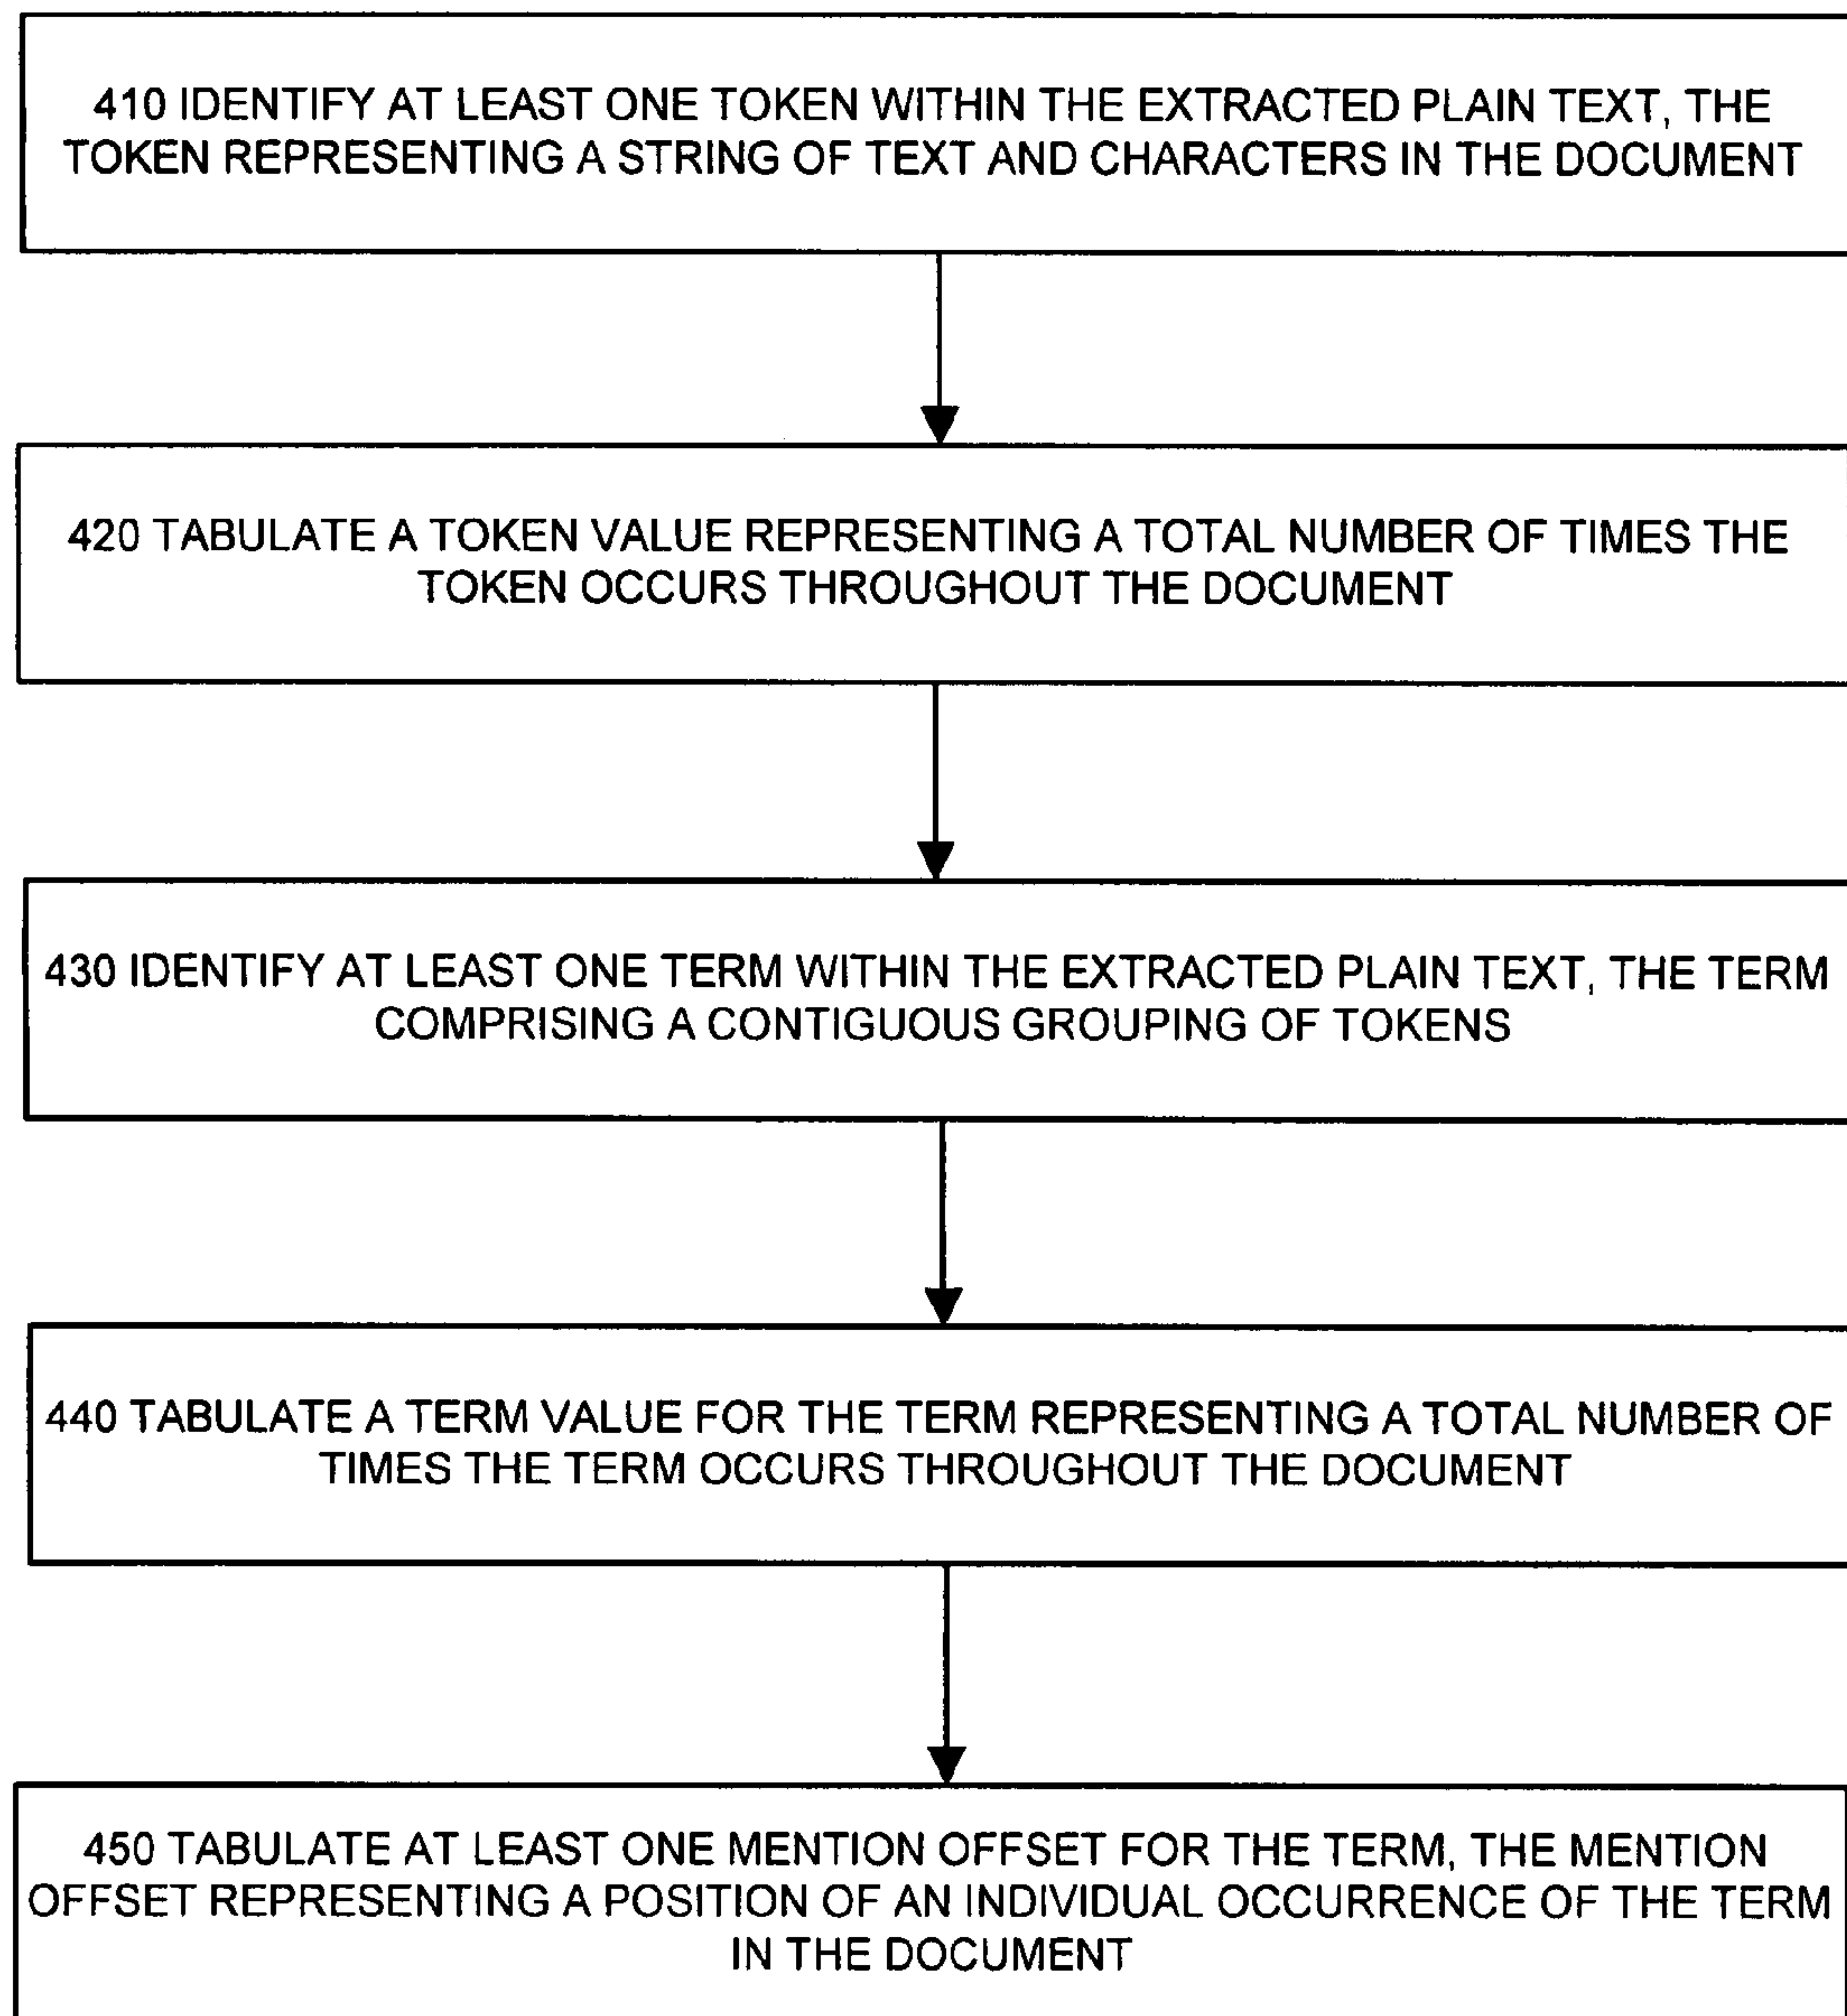 410 IDENTIFY AT LEAST ONE TOKEN WITHIN THE EXTRACTED PLAIN TEXT, THE
TOKEN REPRESENTING A STRING OF TEXT AND CHARACTERS IN THE DOCUMENT
420 TABULATE A TOKEN VALUE REPRESENTING A TOTAL NUMBER OF TIMES THE
TOKEN OCCURS THROUGHOUT THE DOCUMENT
430 IDENTIFY AT LEAST ONE TERM WITHIN THE EXTRACTED PLAIN TEXT, THE TERM
COMPRISING A CONTIGUOUS GROUPING OF TOKENS
440 TABULATE A TERM VALUE FOR THE TERM REPRESENTING A TOTAL NUMBER OF
TIMES THE TERM OCCURS THROUGHOUT THE DOCUMENT
450 TABULATE AT LEAST ONE MENTION OFFSET FOR THE TERM, THE MENTION
OFFSET REPRESENTING A POSITION OF AN INDIVIDUAL OCCURRENCE OF THE TERM
IN THE DOCUMENT